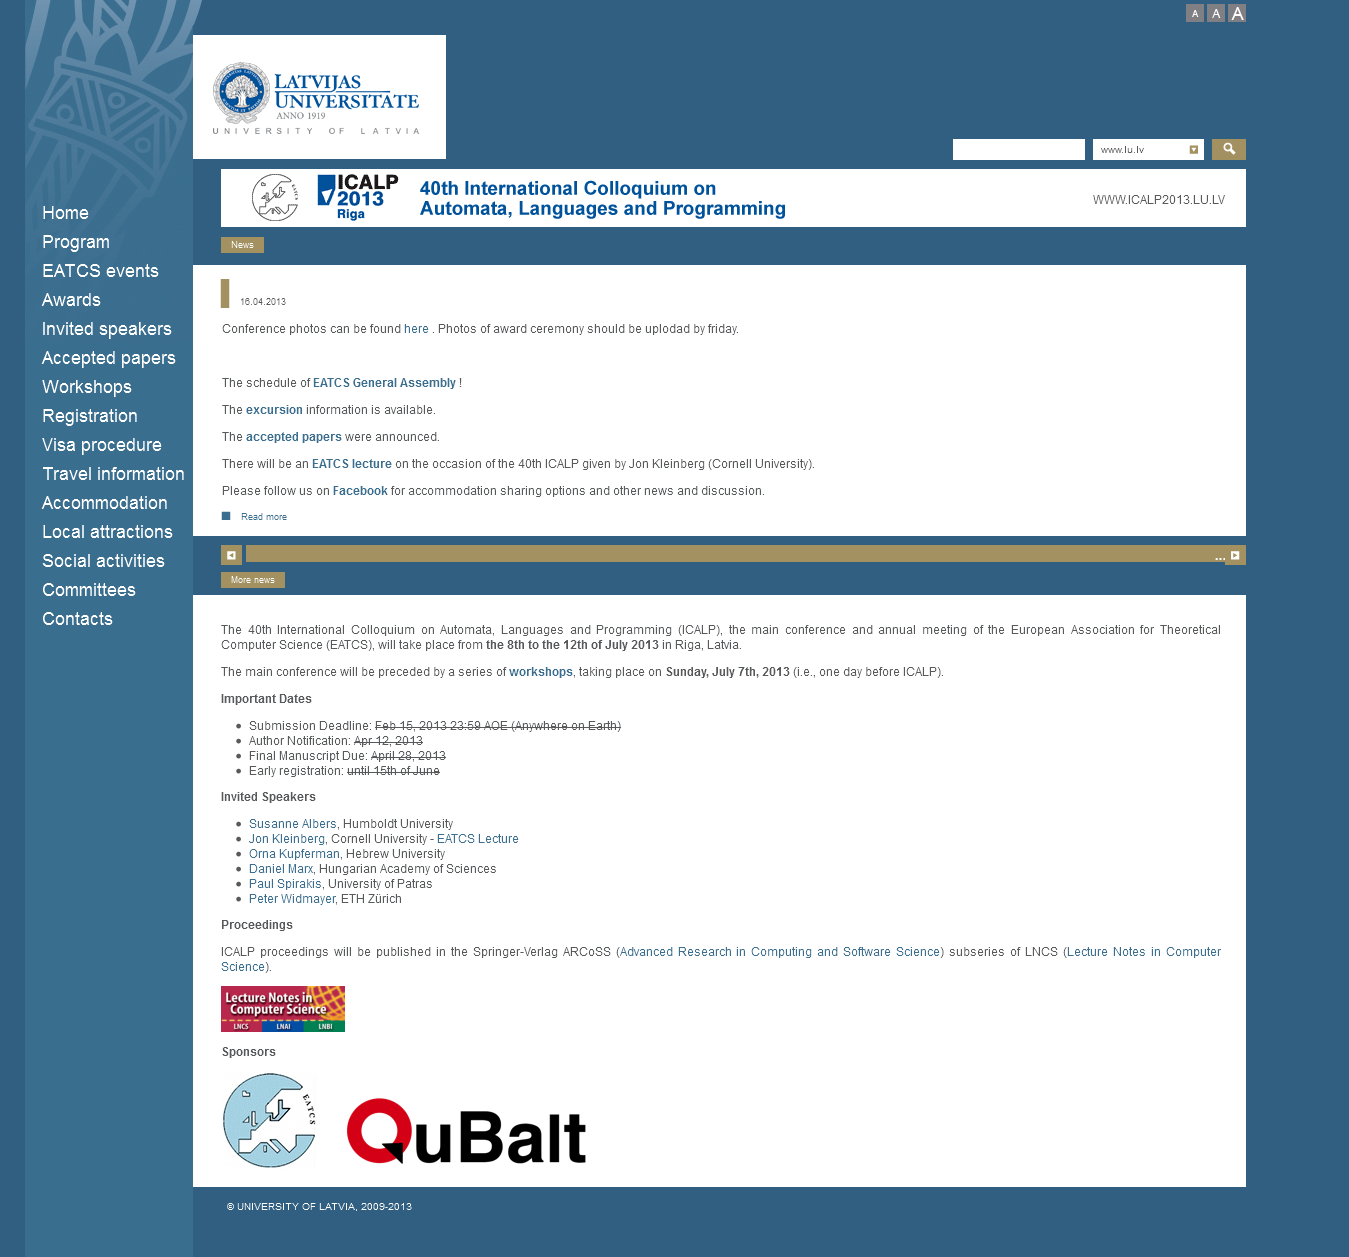 A A A
LATVIJAS
UNIVERSITATE
ANNO 1919
UNIVERSITY OF LATVIA
www.lu.lv
ICALP
2013
Riga
40th International Colloquium on
Automata, Languages and Programming
WWW.ICALP2013.LU.LV
Home
Program
EATCS events
Awards
Invited speakers
Accepted papers
Workshops
Registration
Visa procedure
Travel information
Accommodation
Local attractions
Social activities
Committees
Contacts
News
16.04.2013
Conference photos can be found here . Photos of award ceremony should be uplodad by friday.
The schedule of EATCS General Assembly !
The excursion information is available.
The accepted papers were announced.
There will be an EATCS lecture on the occasion of the 40th ICALP given by Jon Kleinberg (Cornell University).
Please follow us on Facebook for accommodation sharing options and other news and discussion.
Read more
...
More news
The 40th International Colloquium on Automata, Languages and Programming (ICALP), the main conference and annual meeting of the European Association for Theoretical
Computer Science (EATCS), will take place from the 8th to the 12th of July 2013 in Riga, Latvia.
The main conference will be preceded by a series of workshops, taking place on Sunday, July 7th, 2013 (i.e., one day before ICALP).
Important Dates
Submission Deadline: Feb 15, 2013 23:59 AOE (Anywhere on Earth)
Author Notification: Apr 12, 2013
Final Manuscript Due: April 28, 2013
Early registration: until 15th of June
Invited Speakers
Susanne Albers, Humboldt University
Jon Kleinberg, Cornell University - EATCS Lecture
Orna Kupferman, Hebrew University
Daniel Marx, Hungarian Academy of Sciences
Paul Spirakis, University of Patras
Peter Widmayer, ETH Zürich
Proceedings
ICALP proceedings will be published in the Springer-Verlag ARCoSS (Advanced Research in Computing and Software Science) subseries of LNCS (Lecture Notes in Computer
Science).
Lecture Notes in
Computer Science
LNCS LNAI LNBI
Sponsors
EATCS
QuBalt
© UNIVERSITY OF LATVIA, 2009-2013